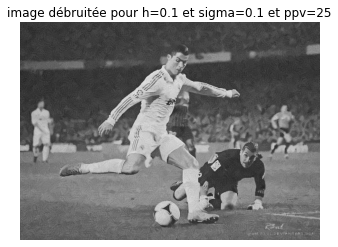 image débruitée pour h=0.1 et sigma=0.1 et ppv=25